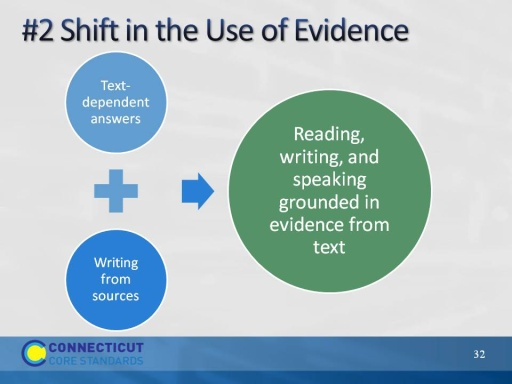 #2 Shift in the Use of Evidence
Text-
dependent
answers
Writing
from
sources
Reading,
writing, and
speaking
grounded in
evidence from
text
CONNECTICUT
CORE STANDARDS
32